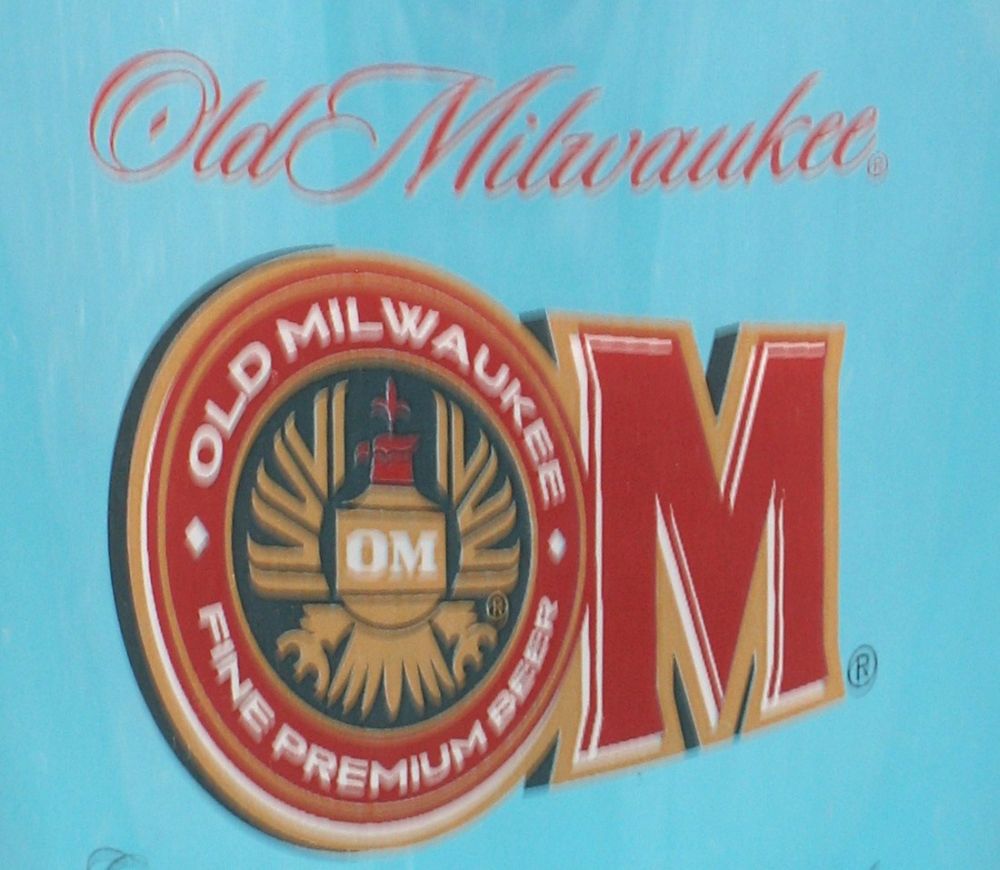 Old Milwaukee®
OLD MILWAUKEE
OM
®
FINE PREMIUM BEER
M
®